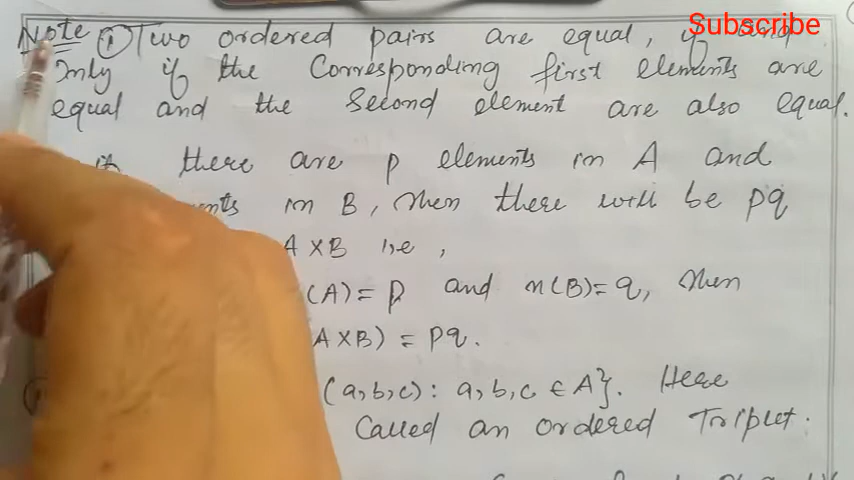 Subscribe
Note (i) Two ordered pairs are equal, if and
Only if the Corresponding first elements are
equal and the Second element are also equal.
there are p elements in A and
in B, then there will be pq
A×B i.e,
(A) = p and n(B) = q, then
A×B) = pq.
(a,b,c) : a,b,c ∈ A}. Here
Called an ordered Triplet.